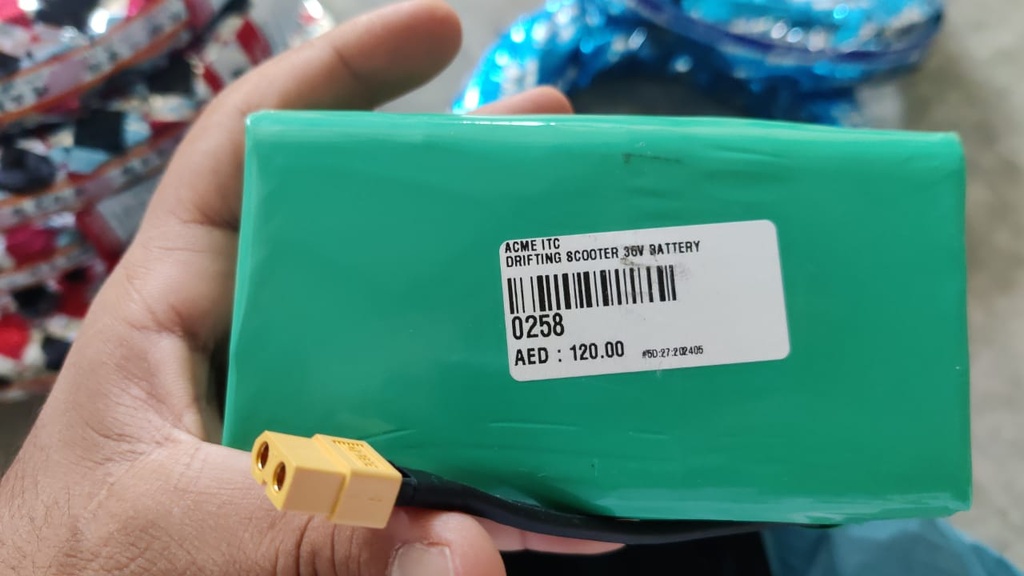 ACME ITC
DRIFTING SCOOTER 36V BATTERY
0258
AED : 120.00 #5D:27:202405